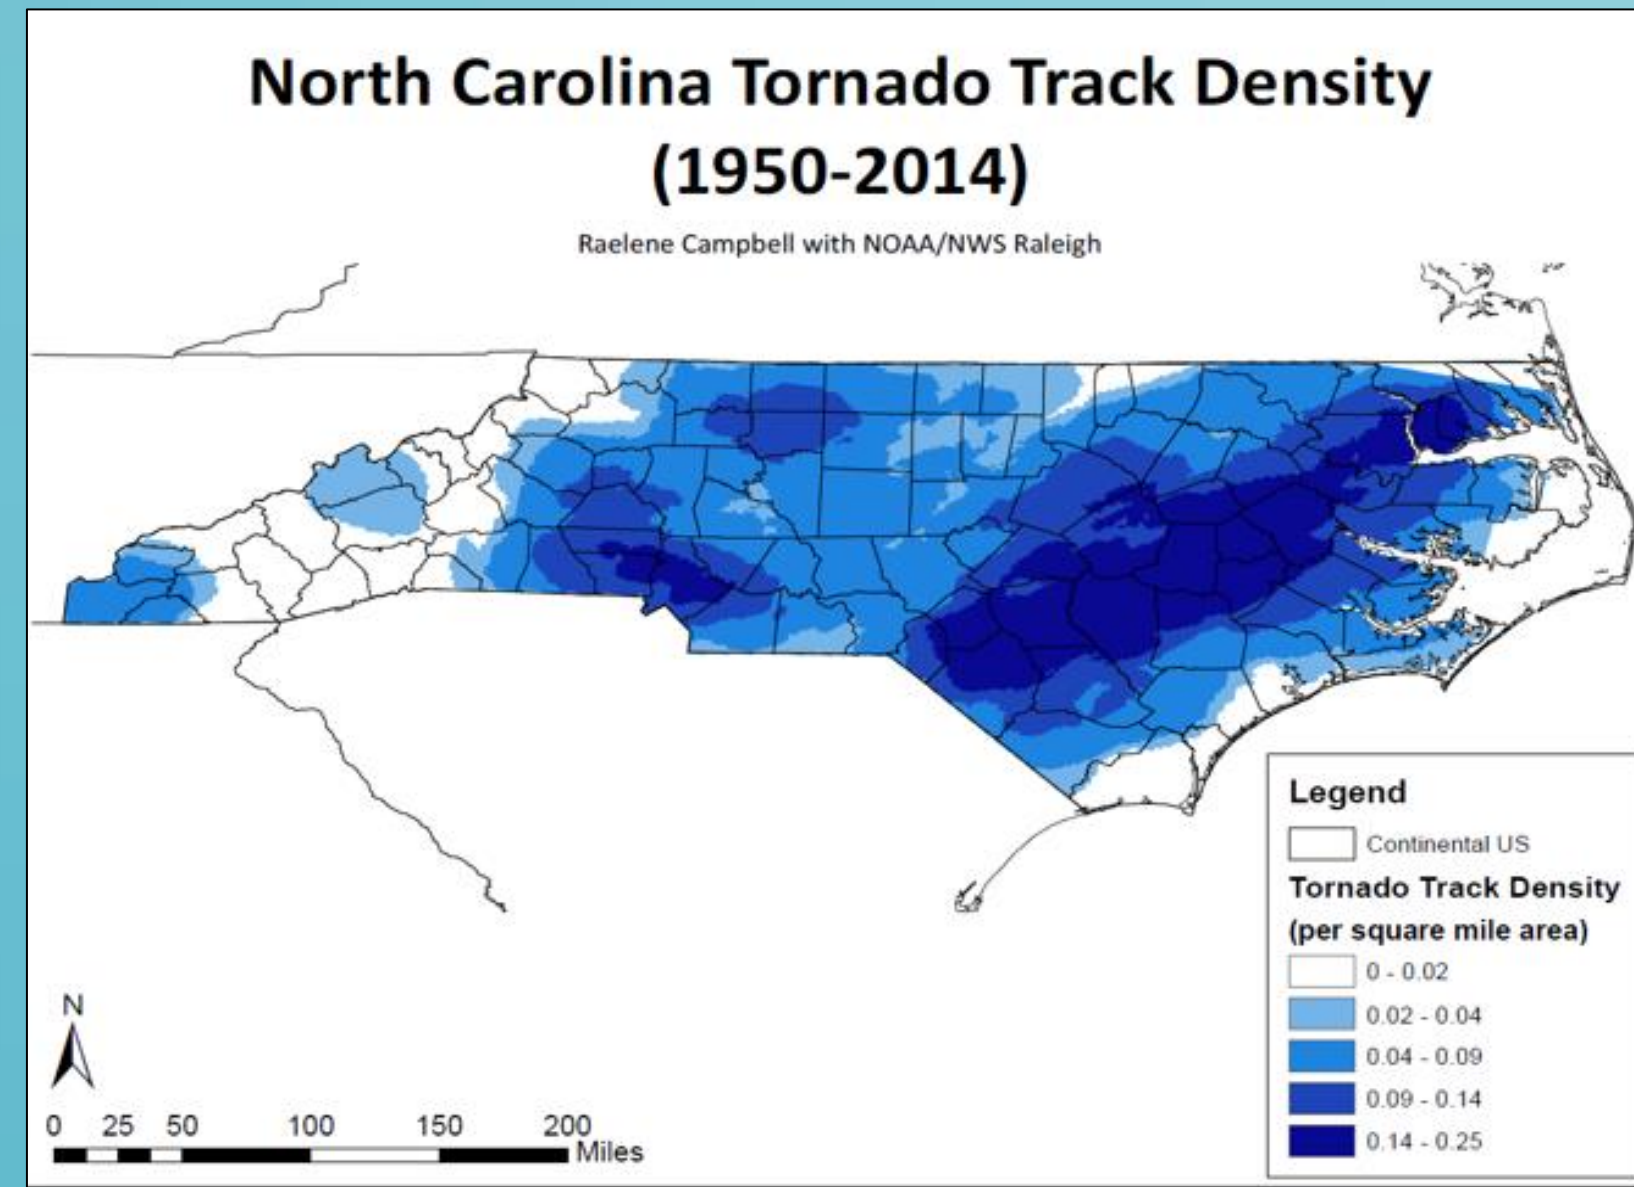 North Carolina Tornado Track Density
(1950-2014)
Raelene Campbell with NOAA/NWS Raleigh
Legend
Continental US
Tornado Track Density
(per square mile area)
0 - 0.02
0.02 - 0.04
0.04 - 0.09
0.09 - 0.14
0.14 - 0.25
N
0 25 50 100 150 200
Miles